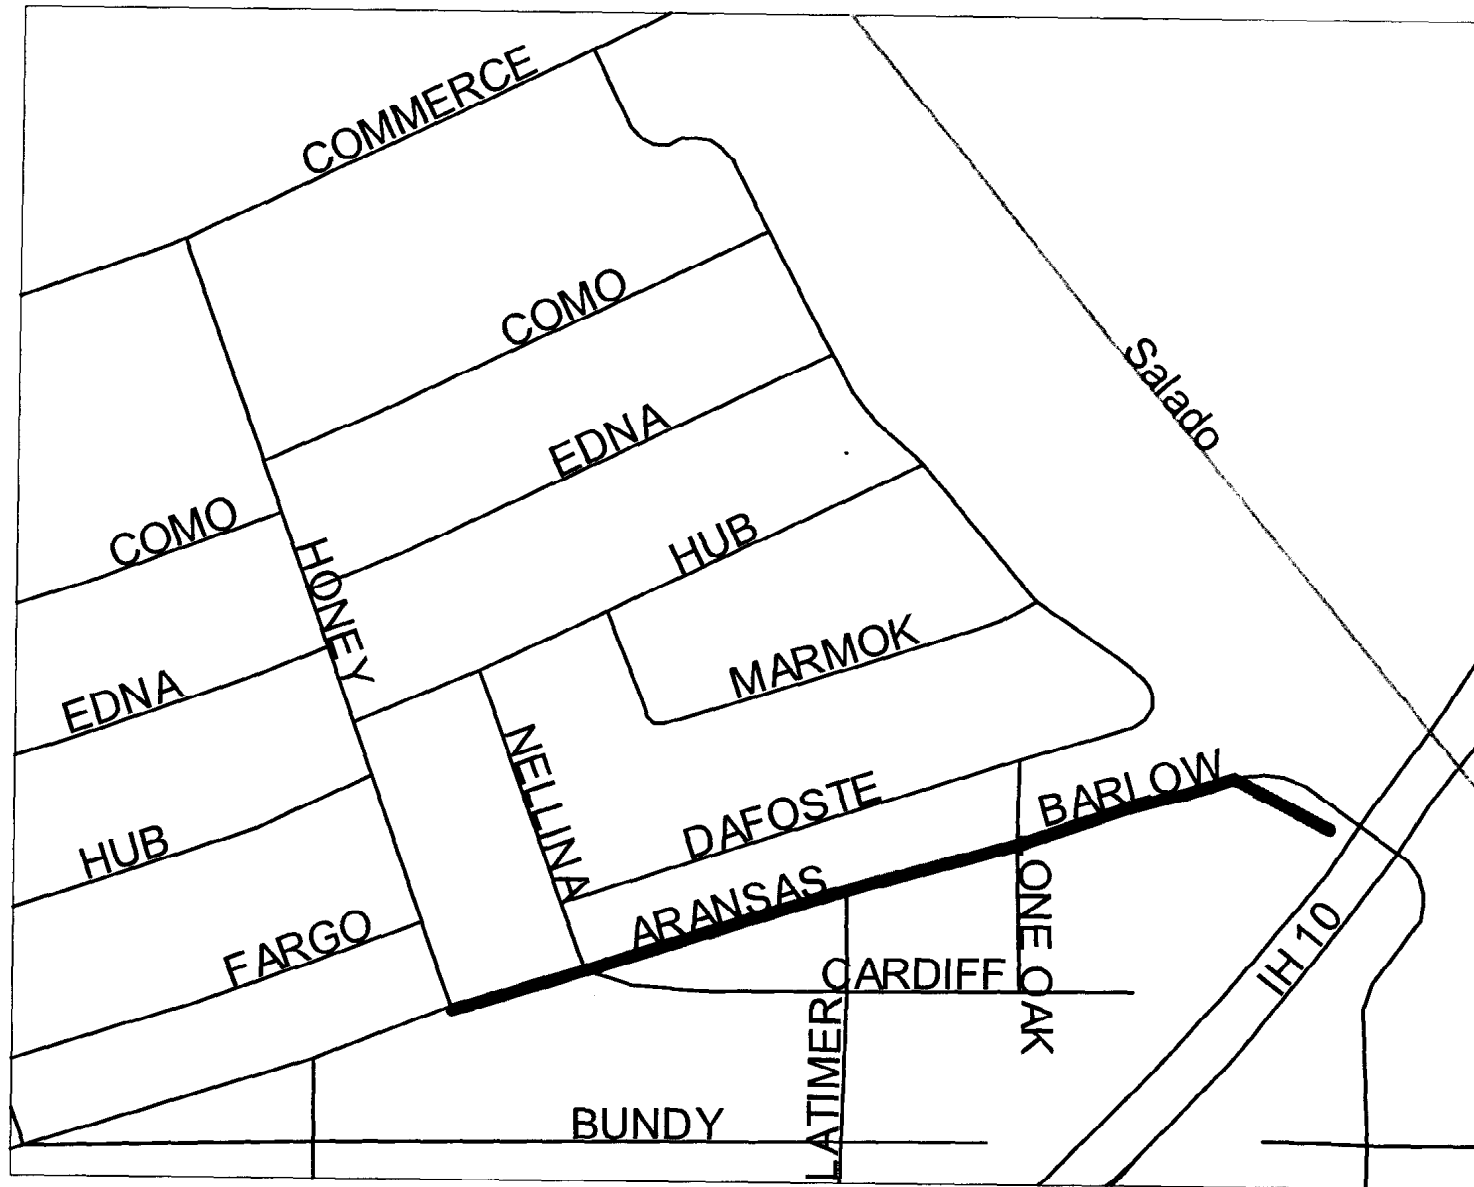 COMMERCE
COMO
Salado
EDNA
COMO
HUB
HONEY
MARMOK
EDNA
NELLINA
BARLOW
DAFOSTE
HUB
ARANSAS
LONE OAK
FARGO
IH 10
CARDIFF
LATIMER
BUNDY